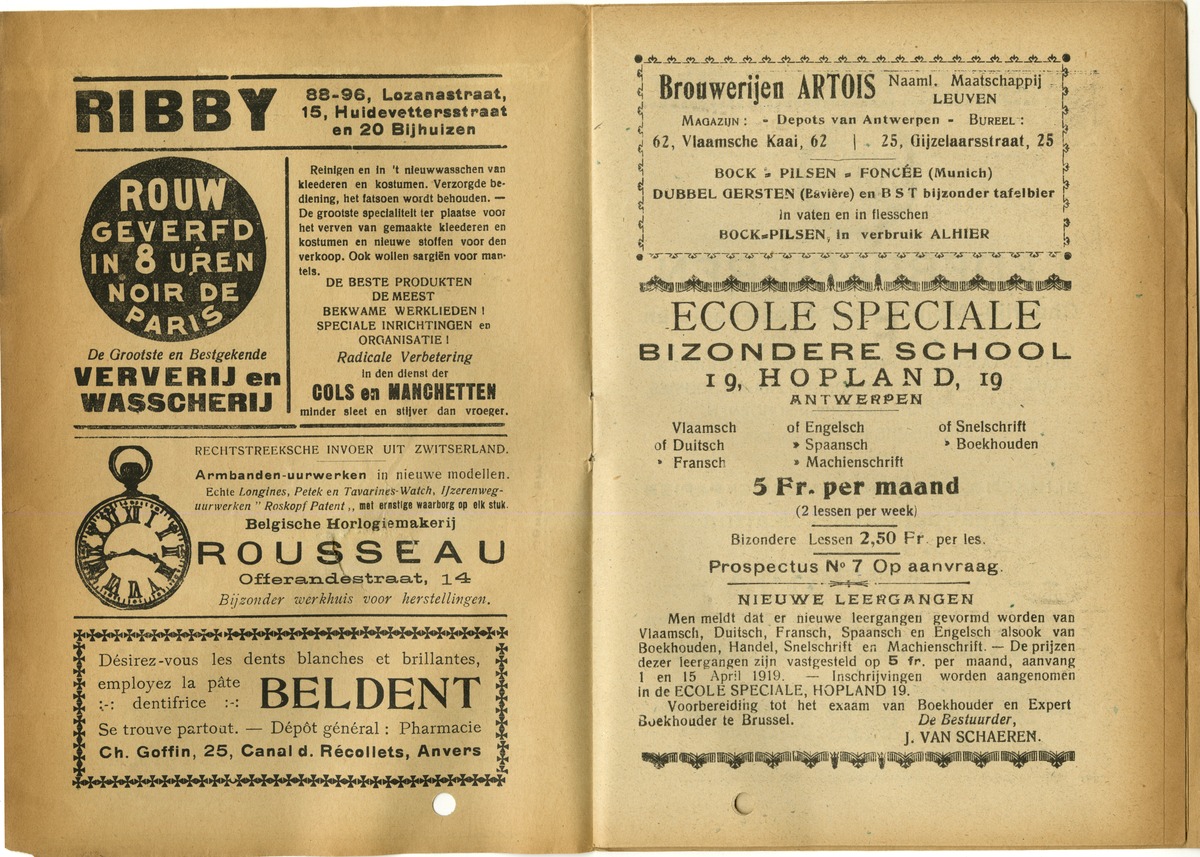 RIBBY
88-96, Lozanastraat,
15, Huidevettersstraat
en 20 Bijhuizen
ROUW
GEVERFD
IN 8 UREN
NOIR DE
PARIS
De Grootste en Bestgekende
VERVERIJ en
WASSCHERIJ
Reinigen en in 't nieuwwasschen van
kleederen en kostumen. Verzorgde be-
diening, het fatsoen wordt behouden. —
De grootste specialiteit ter plaatse voor
het verven van gemaakte kleederen en
kostumen en nieuwe stoffen voor den
verkoop. Ook wollen sargiën voor man-
tels.
DE BESTE PRODUKTEN
DE MEEST
BEKWAME WERKLIEDEN !
SPECIALE INRICHTINGEN en
ORGANISATIE !
Radicale Verbetering
in den dienst der
COLS en MANCHETTEN
minder sleet en stijver dan vroeger.
RECHTSTREEKSCHE INVOER UIT ZWITSERLAND.
Armbanden-uurwerken in nieuwe modellen.
Echte Longines, Petek en Tavarines-Watch, IJzerenweg-
uurwerken " Roskopf Patent ,, met ernstige waarborg op elk stuk.
Belgische Horlogiemakerij
ROUSSEAU
Offerandestraat, 14
Bijzonder werkhuis voor herstellingen.
Désirez-vous les dents blanches et brillantes,
employez la pâte
:-: dentifrice :-:
BELDENT
Se trouve partout. — Dépôt général : Pharmacie
Ch. Goffin, 25, Canal d. Récollets, Anvers
Brouwerijen ARTOIS Naaml. Maatschappij
LEUVEN
MAGAZIJN : - Depots van Antwerpen - BUREEL :
62, Vlaamsche Kaai, 62 | 25, Gijzelaarsstraat, 25
BOCK = PILSEN = FONCÉE (Munich)
DUBBEL GERSTEN (Bavière) en B S T bijzonder tafelbier
in vaten en in flesschen
BOCK=PILSEN, in verbruik ALHIER
ECOLE SPECIALE
BIZONDERE SCHOOL
19, HOPLAND, 19
ANTWERPEN
Vlaamsch of Engelsch of Snelschrift
of Duitsch » Spaansch » Boekhouden
» Fransch » Machienschrift
5 Fr. per maand
(2 lessen per week)
Bizondere Lessen 2,50 Fr. per les.
Prospectus Nº 7 Op aanvraag.
NIEUWE LEERGANGEN
Men meldt dat er nieuwe leergangen gevormd worden van
Vlaamsch, Duitsch, Fransch, Spaansch en Engelsch alsook van
Boekhouden, Handel, Snelschrift en Machienschrift. — De prijzen
dezer leergangen zijn vastgesteld op 5 fr. per maand, aanvang
1 en 15 April 1919. — Inschrijvingen worden aangenomen
in de ECOLE SPECIALE, HOPLAND 19.
Voorbereiding tot het exaam van Boekhouder en Expert
Boekhouder te Brussel.
De Bestuurder,
J. VAN SCHAEREN.